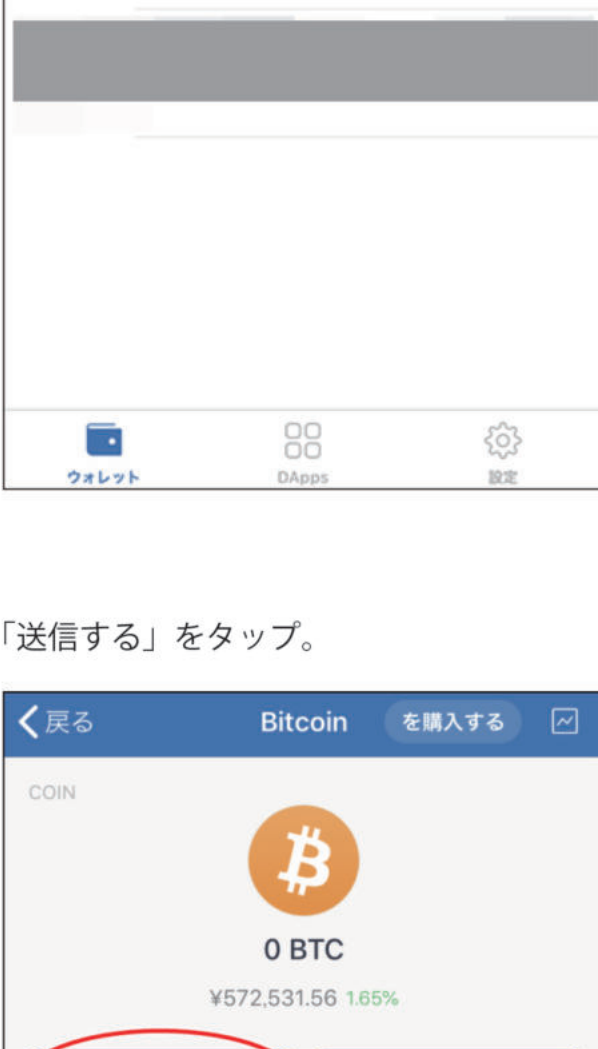 ウォレット
DApps
設定
「送信する」をタップ。
戻る
Bitcoin
を購入する
COIN
0 BTC
¥572,531.56 1.65%